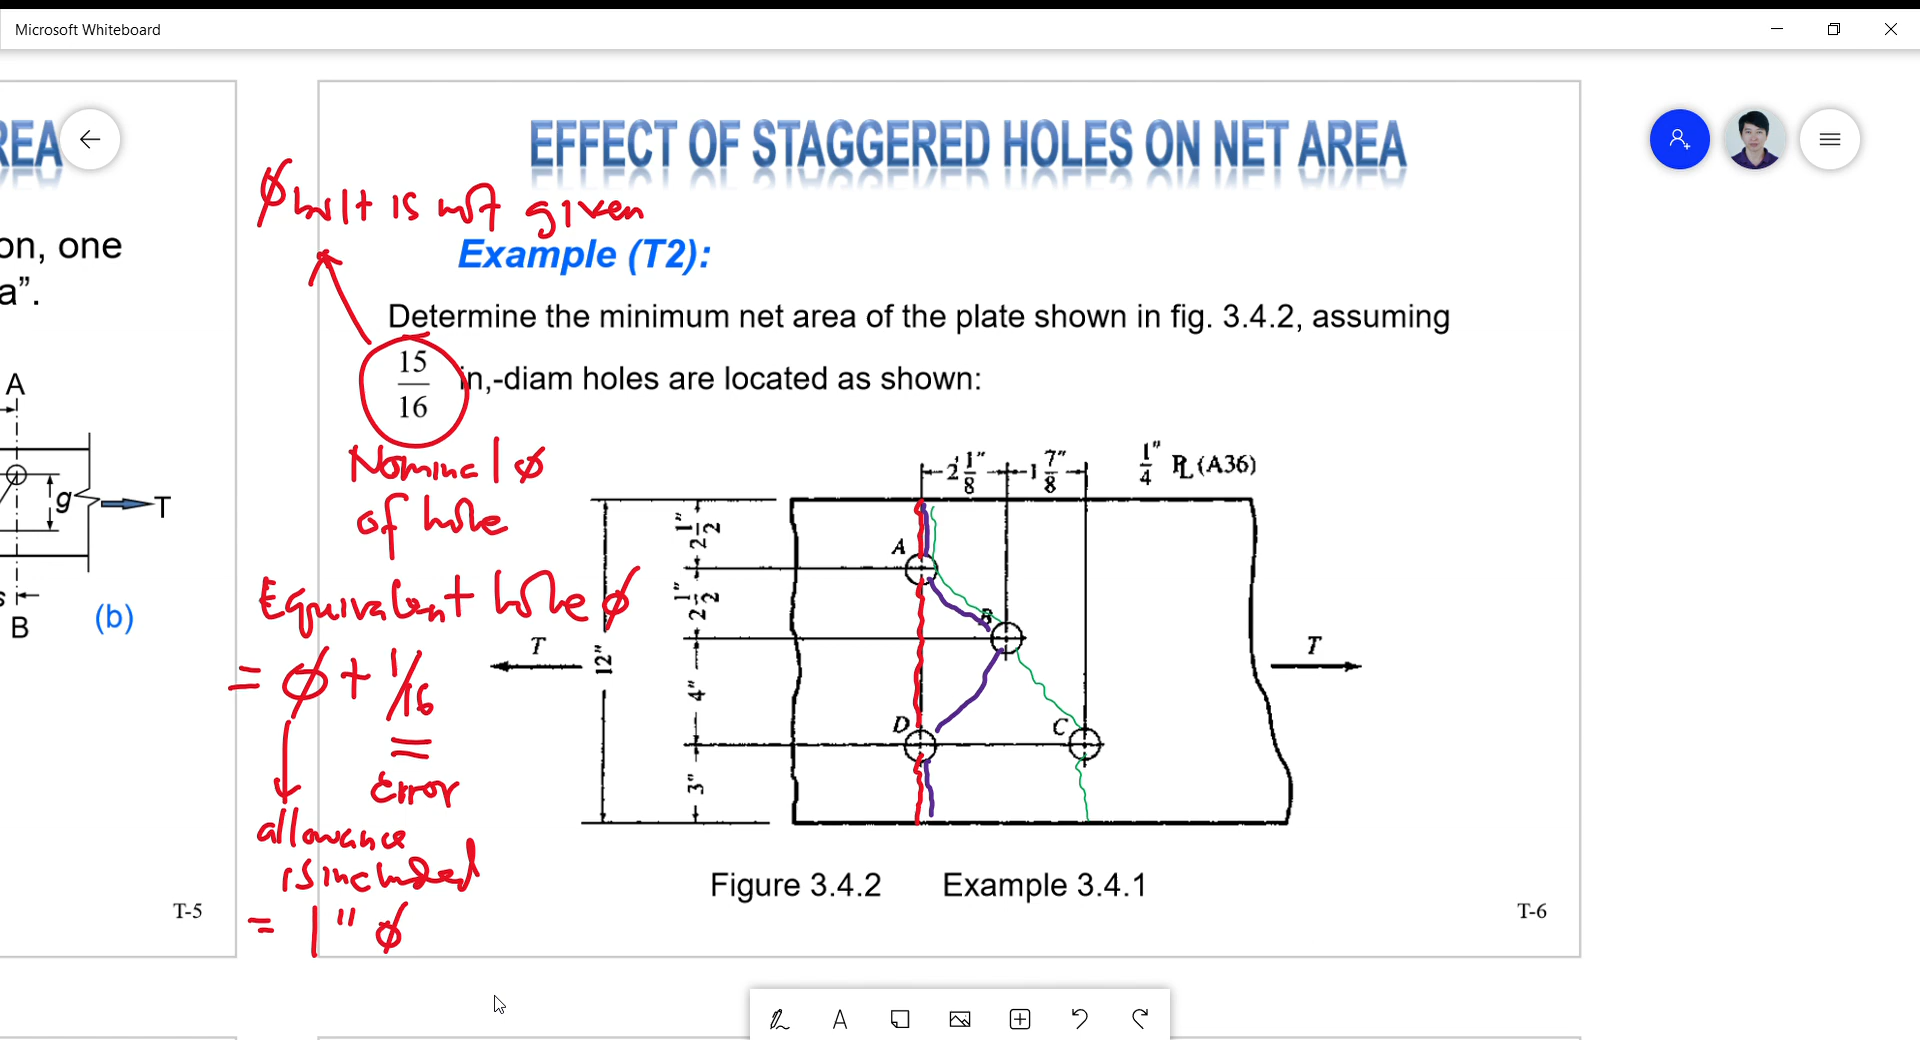 Microsoft Whiteboard
REA
EFFECT OF STAGGERED HOLES ON NET AREA
Ø bolt is not given
on, one
a”.
Example (T2):
Determine the minimum net area of the plate shown in fig. 3.4.2, assuming
15/16 in,-diam holes are located as shown:
Nominal Ø
of hole
Equivalent hole Ø
= Ø + 1/16
Error
allowance
is included
= 1" Ø
A
g
T
s
B
(b)
T-5
2 1/8"
1 7/8"
1/4" PL (A36)
2 1/2"
A
2 1/2"
B
T
12"
T
4"
D
C
3"
Figure 3.4.2 Example 3.4.1
T-6
A